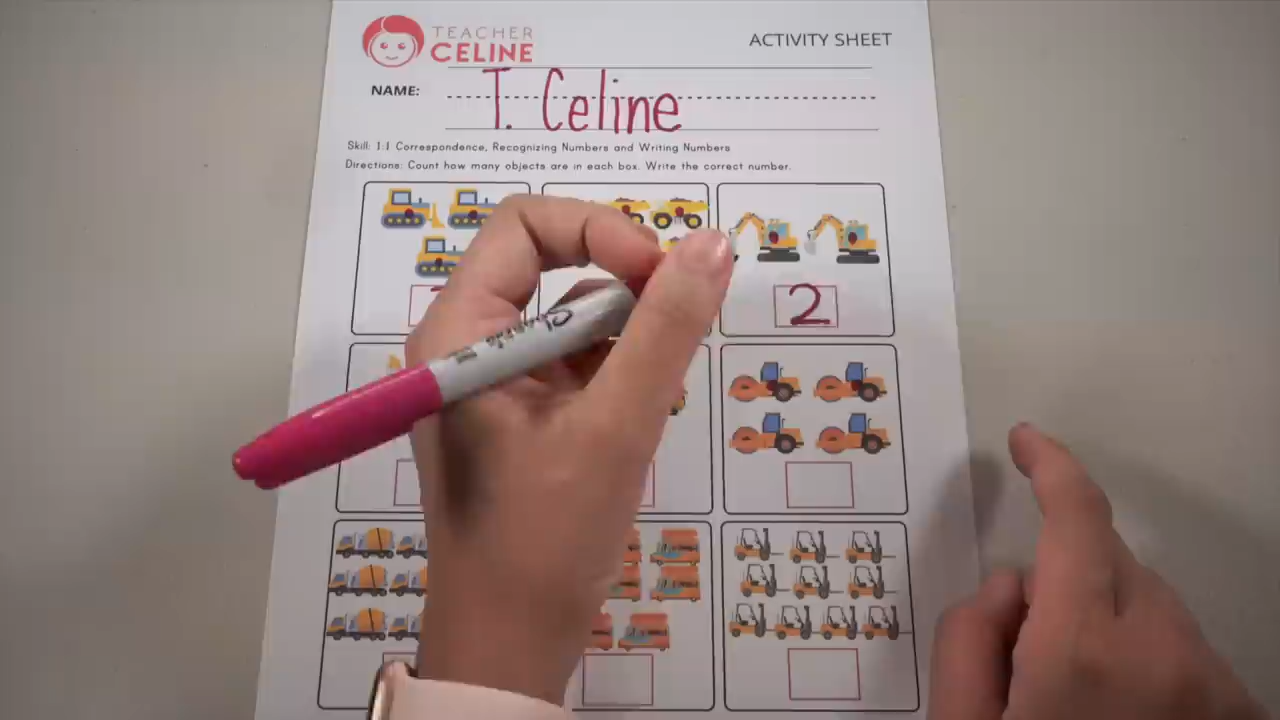 TEACHER
CELINE
ACTIVITY SHEET
NAME: T. Celine
Skill: 1:1 Correspondence, Recognizing Numbers and Writing Numbers
Directions: Count how many objects are in each box. Write the correct number.
2